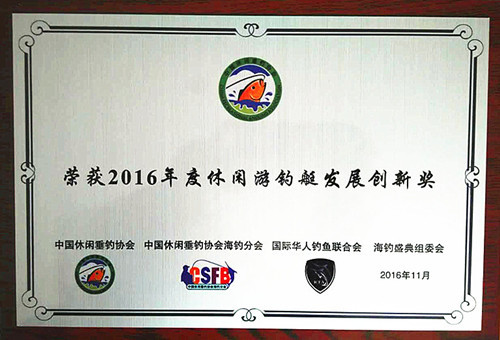 荣获2016年度休闲游钓艇发展创新奖
中国休闲垂钓协会 中国休闲垂钓协会海钓分会 国际华人钓鱼联合会 海钓盛典组委会
CSFB
2016年11月